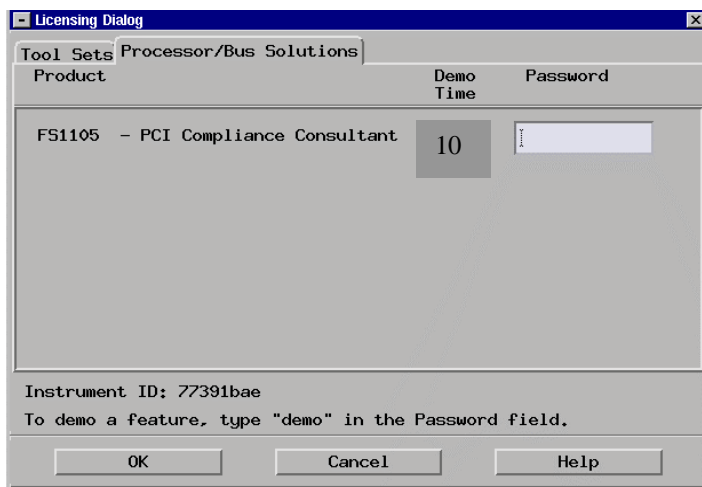 Licensing Dialog
Tool Sets Processor/Bus Solutions
Product Demo Time Password
FS1105 - PCI Compliance Consultant 10
Instrument ID: 77391bae
To demo a feature, type "demo" in the Password field.
OK Cancel Help